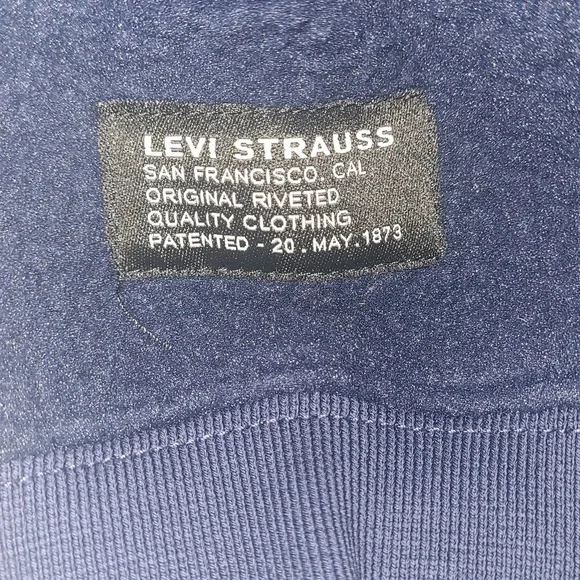 LEVI STRAUSS
SAN FRANCISCO, CAL
ORIGINAL RIVETED
QUALITY CLOTHING
PATENTED - 20 . MAY . 1873